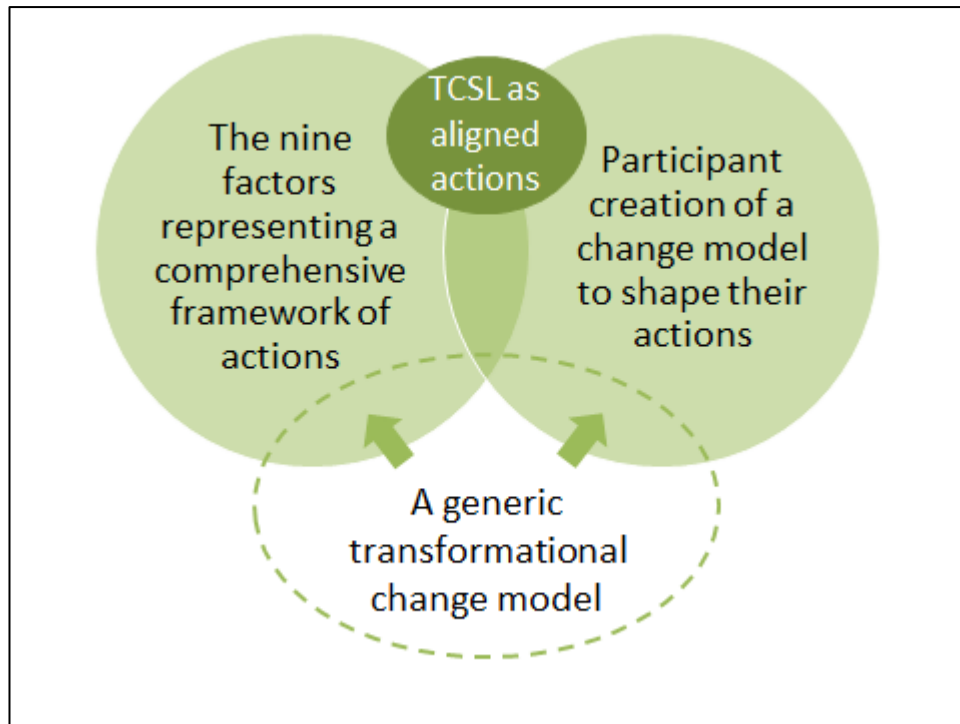 TCSL as
aligned
actions
The nine
factors
representing a
comprehensive
framework of
actions
Participant
creation of a
change model
to shape their
actions
A generic
transformational
change model